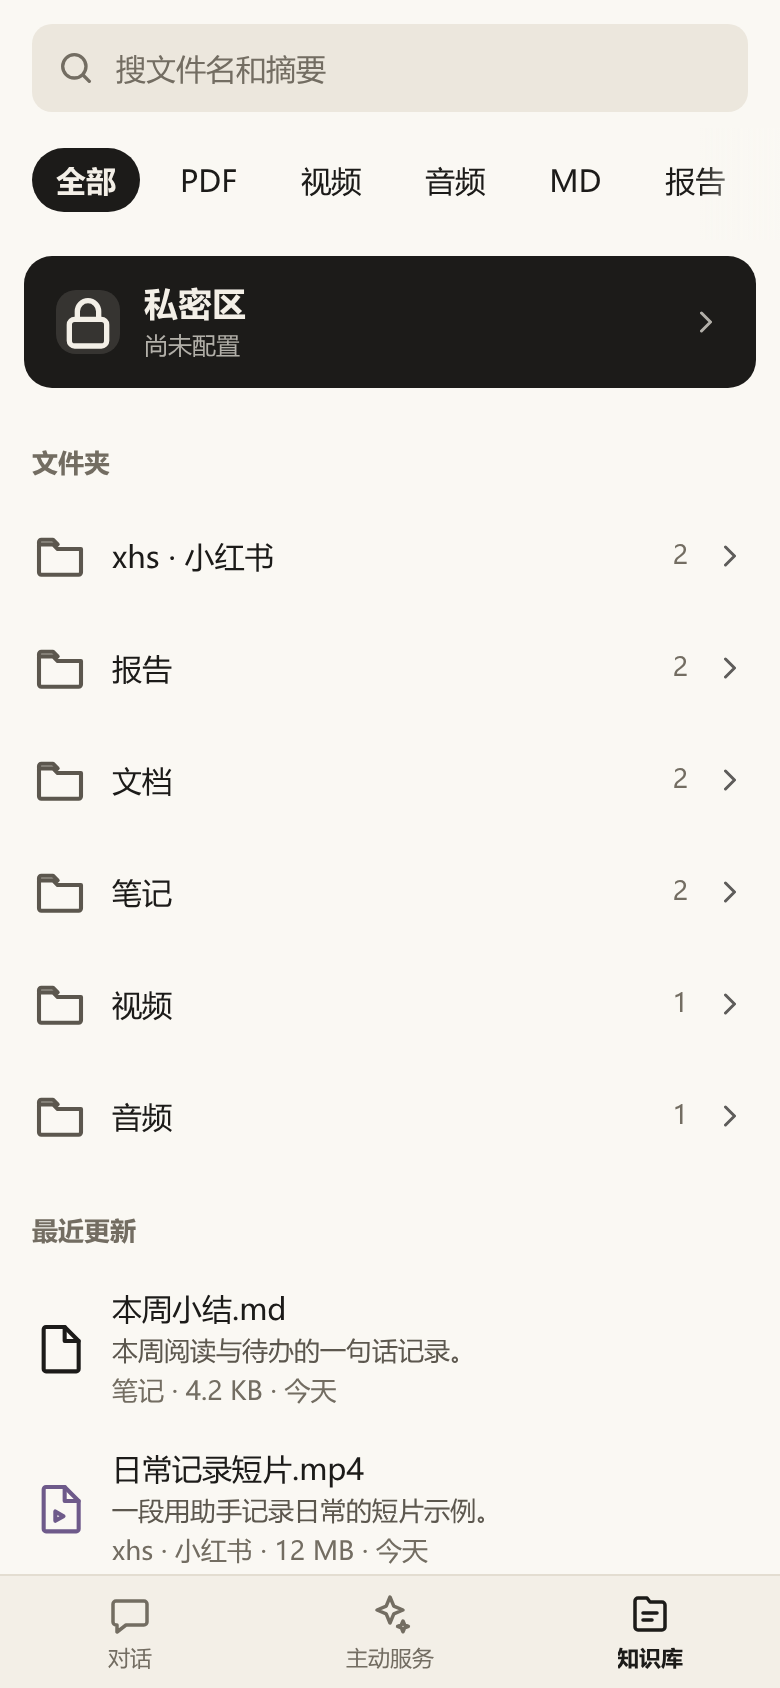 搜文件名和摘要
全部 PDF 视频 音频 MD 报告
私密区
尚未配置
文件夹
xhs · 小红书 2
报告 2
文档 2
笔记 2
视频 1
音频 1
最近更新
本周小结.md
本周阅读与待办的一句话记录。
笔记 · 4.2 KB · 今天
日常记录短片.mp4
一段用助手记录日常的短片示例。
xhs · 小红书 · 12 MB · 今天
对话 主动服务 知识库